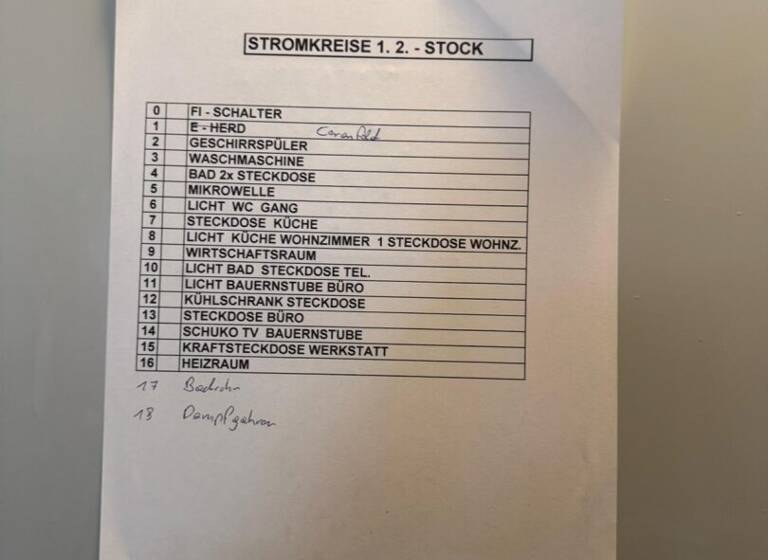 STROMKREISE 1. 2. - STOCK
0 FI - SCHALTER
1 E - HERD Ceranfeld
2 GESCHIRRSPÜLER
3 WASCHMASCHINE
4 BAD 2x STECKDOSE
5 MIKROWELLE
6 LICHT WC GANG
7 STECKDOSE KÜCHE
8 LICHT KÜCHE WOHNZIMMER 1 STECKDOSE WOHNZ.
9 WIRTSCHAFTSRAUM
10 LICHT BAD STECKDOSE TEL.
11 LICHT BAUERNSTUBE BÜRO
12 KÜHLSCHRANK STECKDOSE
13 STECKDOSE BÜRO
14 SCHUKO TV BAUERNSTUBE
15 KRAFTSTECKDOSE WERKSTATT
16 HEIZRAUM
17 Backrohr
18 Dampfgahrer